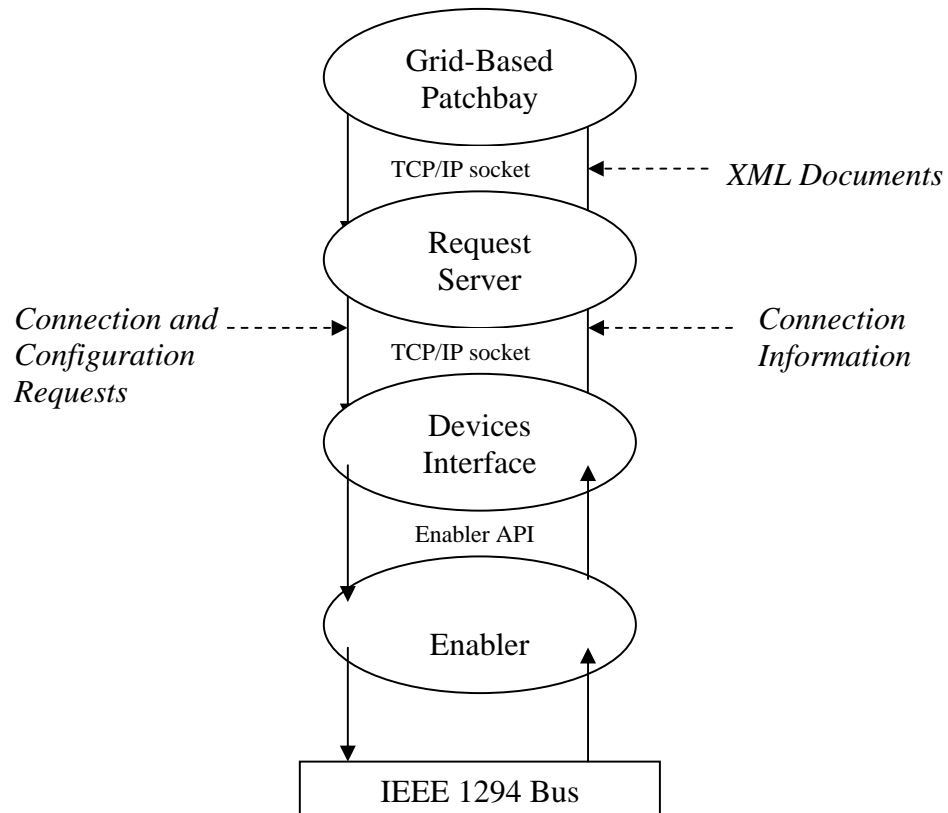 Grid-Based
Patchbay
TCP/IP socket
XML Documents
Request
Server
Connection and
Configuration
Requests
TCP/IP socket
Connection
Information
Devices
Interface
Enabler API
Enabler
IEEE 1294 Bus